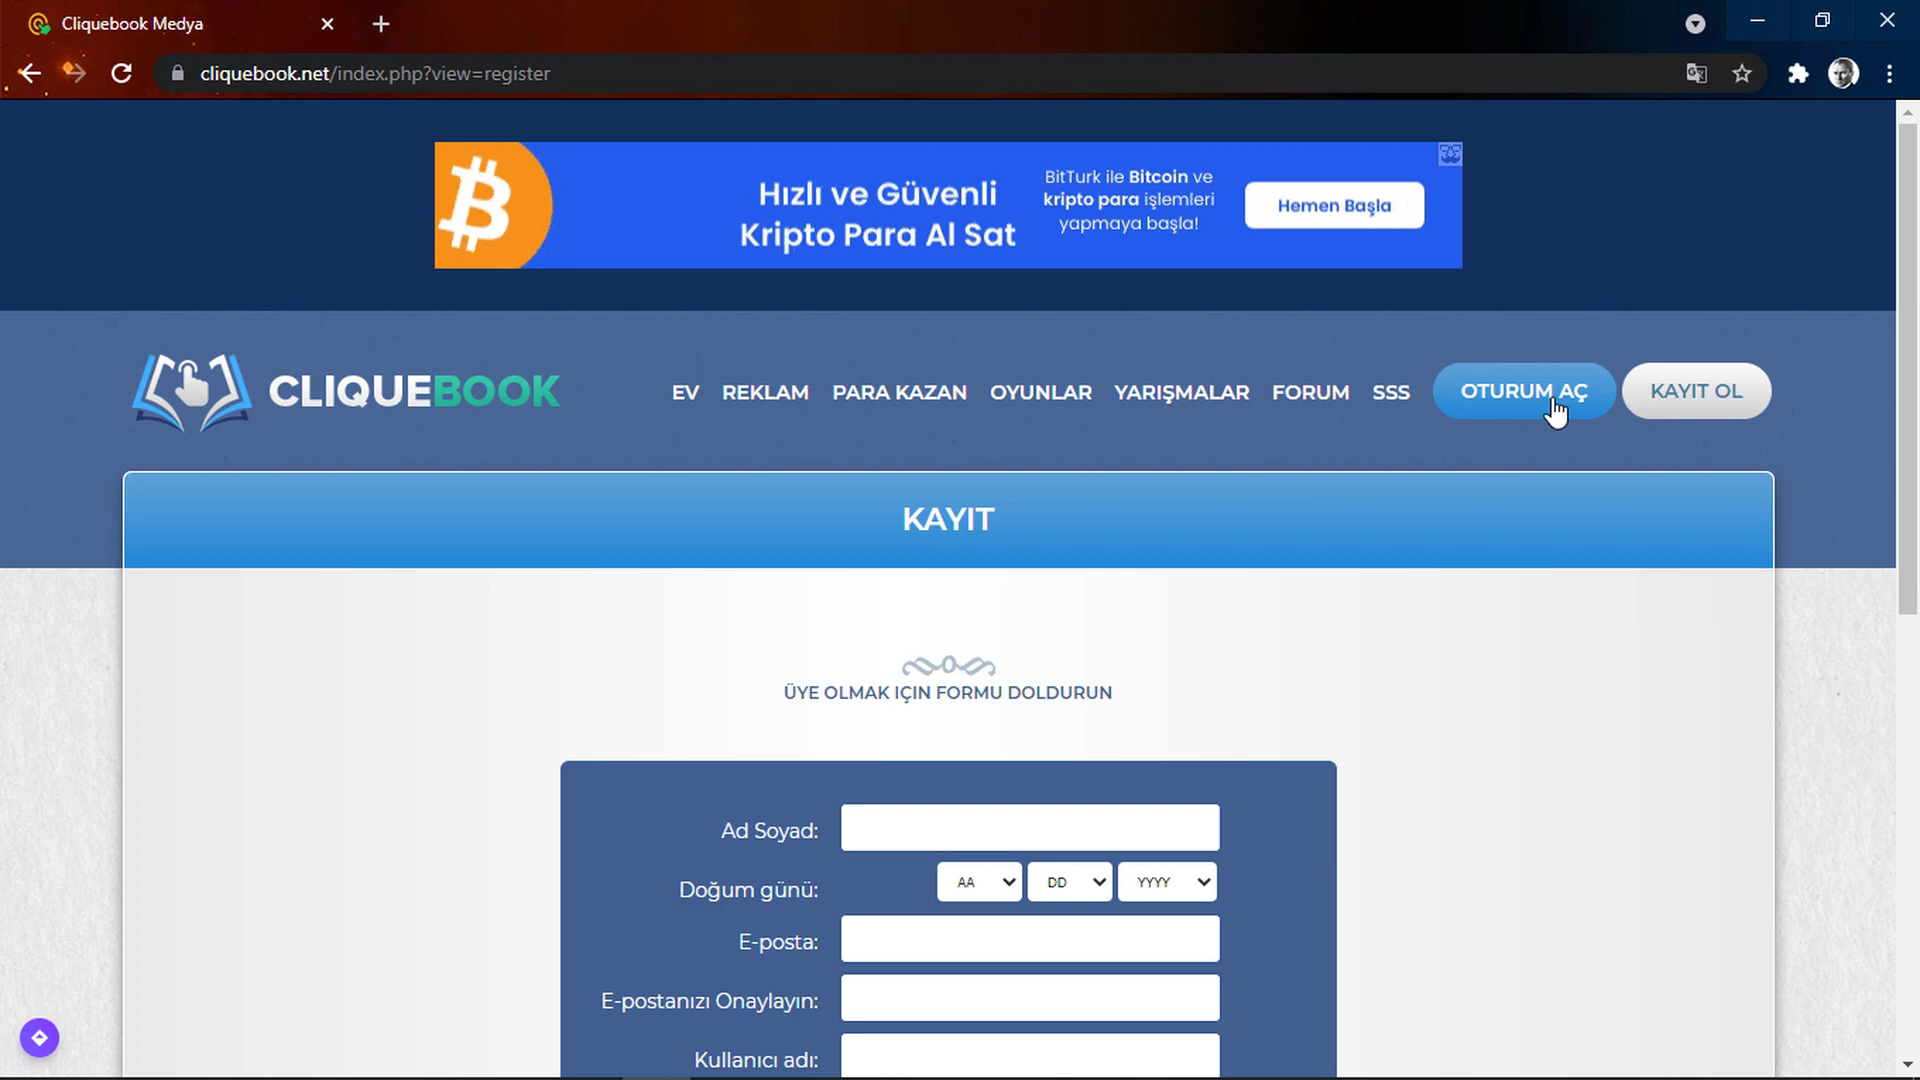 Cliquebook Medya
cliquebook.net/index.php?view=register
Hızlı ve Güvenli
Kripto Para Al Sat
BitTurk ile Bitcoin ve
kripto para işlemleri
yapmaya başla!
Hemen Başla
CLIQUEBOOK
EV REKLAM PARA KAZAN OYUNLAR YARIŞMALAR FORUM SSS OTURUM AÇ KAYIT OL
KAYIT
ÜYE OLMAK IÇIN FORMU DOLDURUN
Ad Soyad:
Doğum günü: AA DD YYYY
E-posta:
E-postanızı Onaylayın:
Kullanıcı adı: